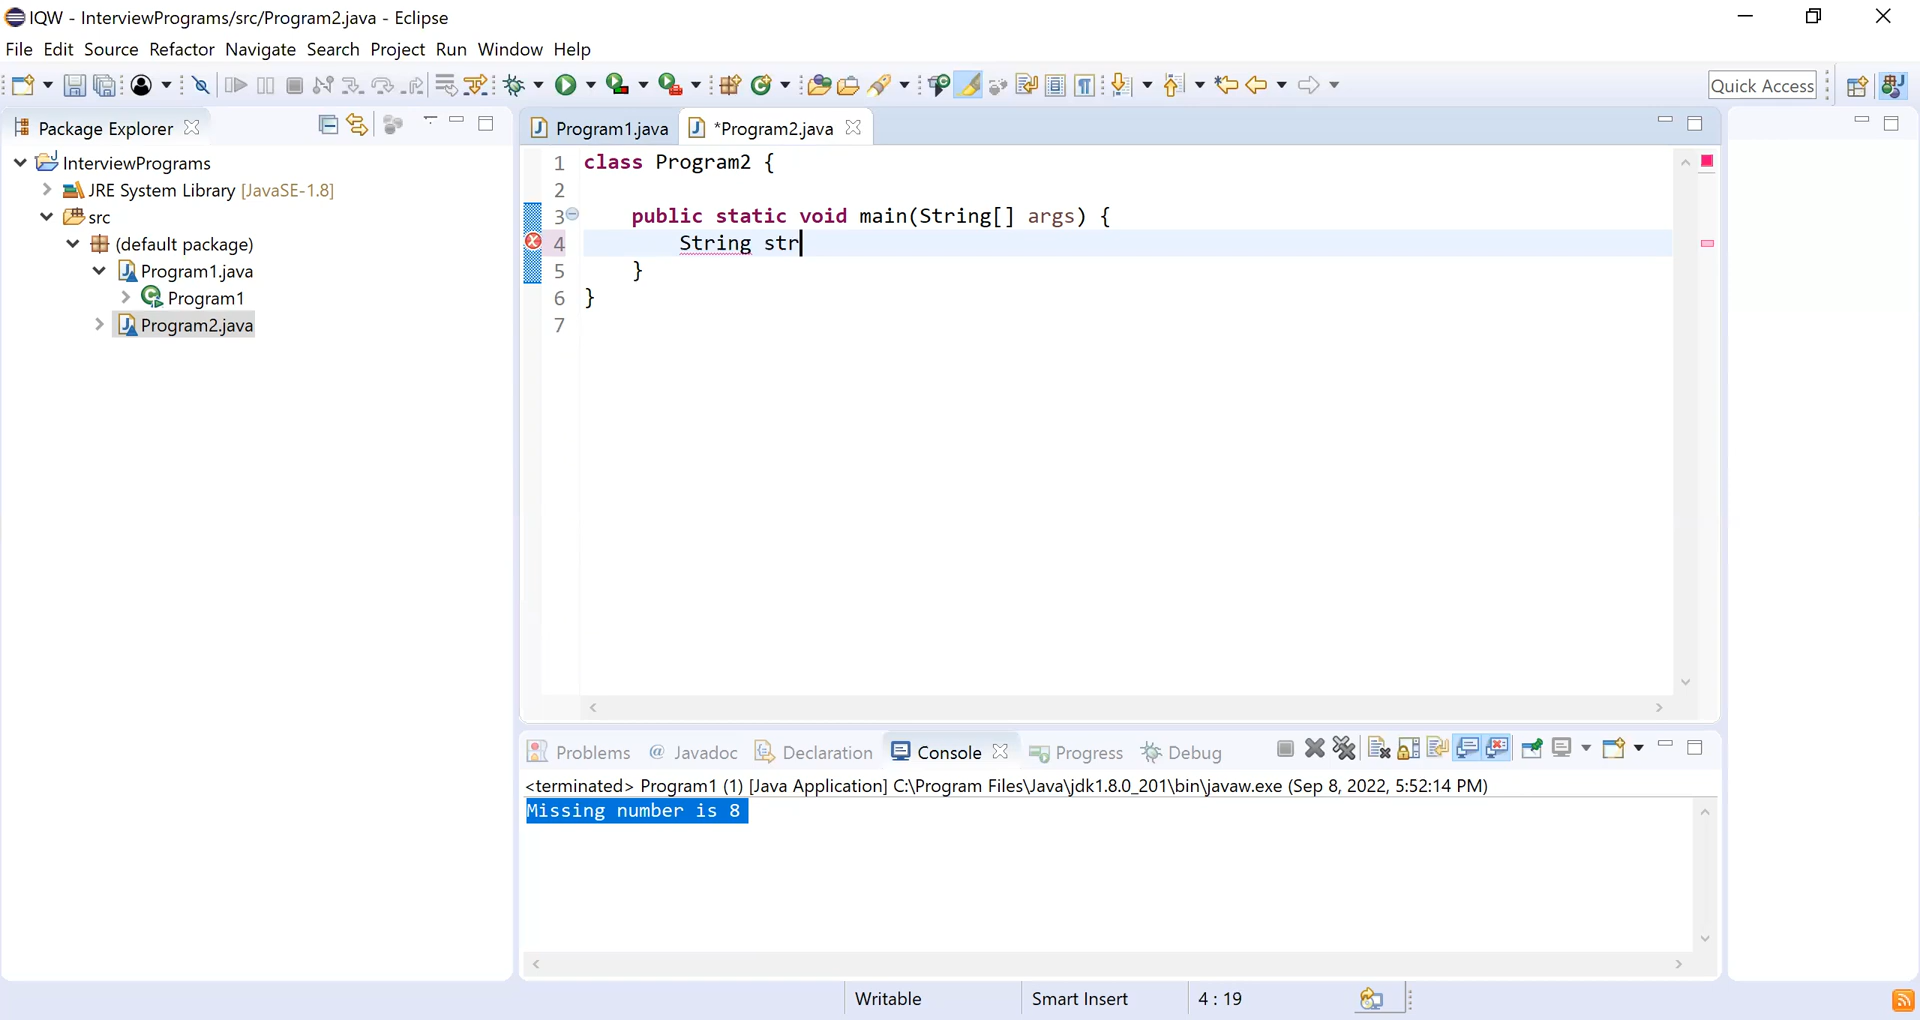 IQW - InterviewPrograms/src/Program2.java - Eclipse
File Edit Source Refactor Navigate Search Project Run Window Help
Quick Access
Package Explorer
Program1.java
*Program2.java
InterviewPrograms
JRE System Library [JavaSE-1.8]
src
(default package)
Program1.java
Program1
Program2.java
1 class Program2 {
2
3 public static void main(String[] args) {
4 String str
5 }
6 }
7
Problems @ Javadoc Declaration Console Progress Debug
<terminated> Program1 (1) [Java Application] C:\Program Files\Java\jdk1.8.0_201\bin\javaw.exe (Sep 8, 2022, 5:52:14 PM)
Missing number is 8
Writable Smart Insert 4 : 19